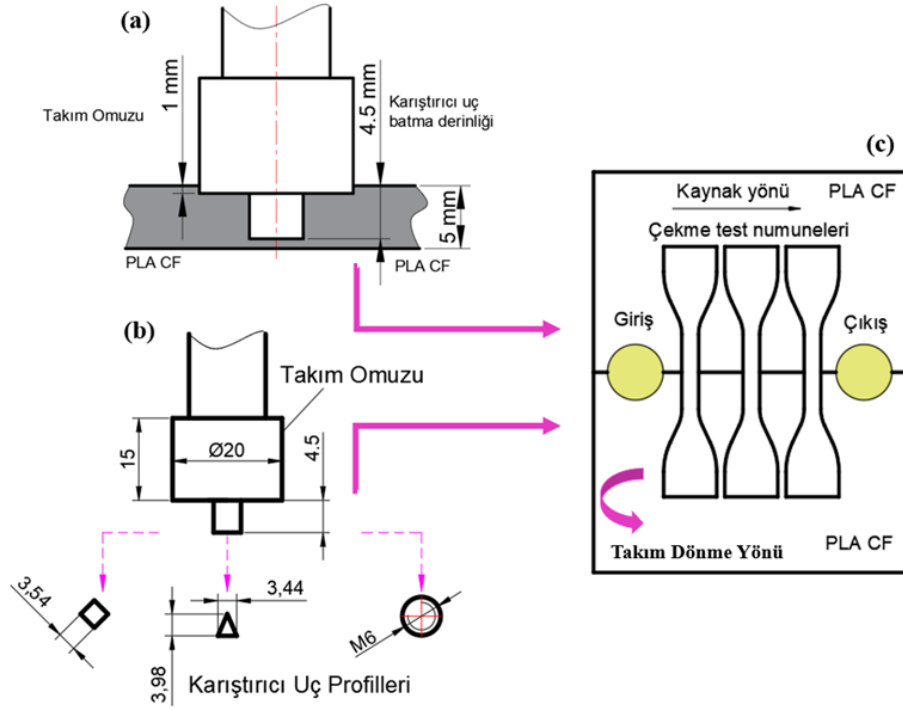 (a)
1 mm
Takım Omuzu
4.5 mm
Karıştırıcı uç
batma derinliği
5 mm
PLA CF
PLA CF
(b)
Takım Omuzu
15
Ø20
4.5
3,54
3,44
3,98
M6
Karıştırıcı Uç Profilleri
(c)
Kaynak yönü
PLA CF
Çekme test numuneleri
Giriş
Çıkış
Takım Dönme Yönü
PLA CF